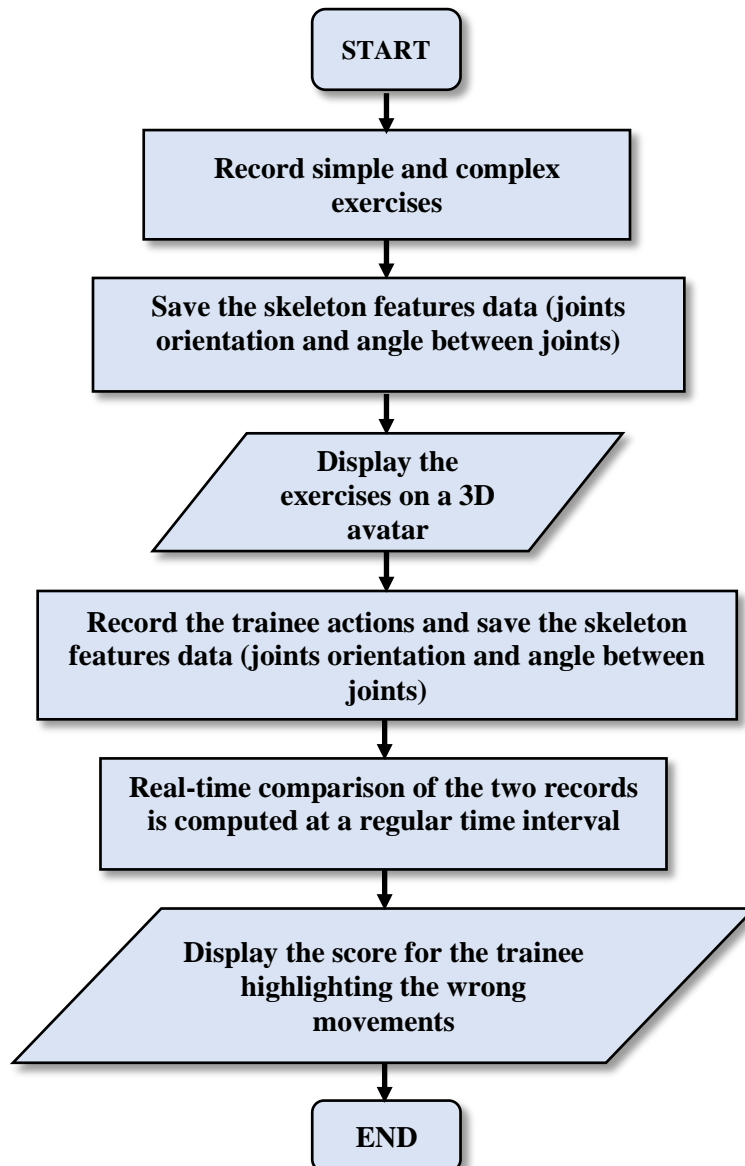 START
Record simple and complex
exercises
Save the skeleton features data (joints
orientation and angle between joints)
Display the
exercises on a 3D
avatar
Record the trainee actions and save the skeleton
features data (joints orientation and angle between
joints)
Real-time comparison of the two records
is computed at a regular time interval
Display the score for the trainee
highlighting the wrong
movements
END